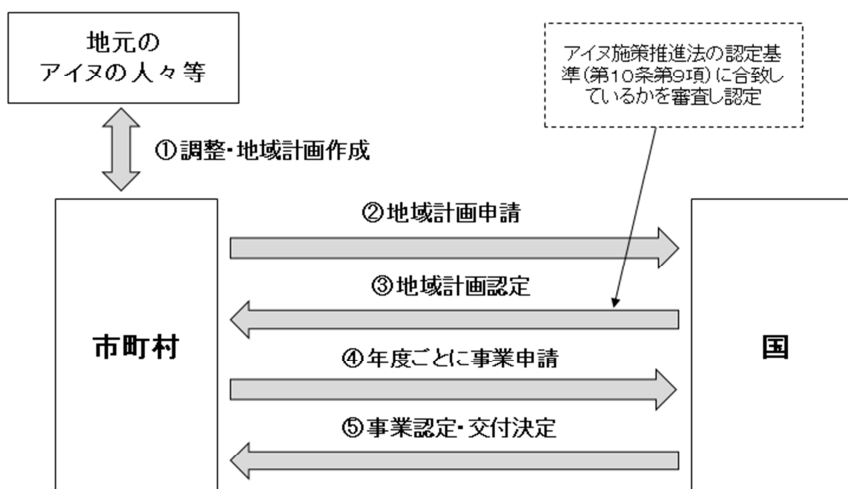 地元の
アイヌの人々等
アイヌ施策推進法の認定基
準(第10条第9項)に合致し
ているかを審査し認定
①調整・地域計画作成
②地域計画申請
③地域計画認定
市町村
国
④年度ごとに事業申請
⑤事業認定・交付決定